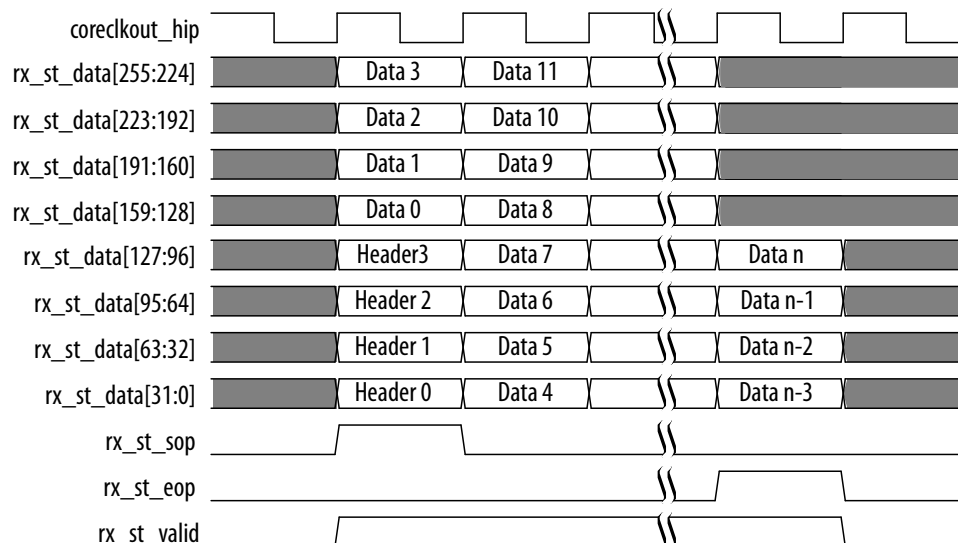 coreclkout_hip
rx_st_data[255:224] Data 3 Data 11
rx_st_data[223:192] Data 2 Data 10
rx_st_data[191:160] Data 1 Data 9
rx_st_data[159:128] Data 0 Data 8
rx_st_data[127:96] Header3 Data 7 Data n
rx_st_data[95:64] Header 2 Data 6 Data n-1
rx_st_data[63:32] Header 1 Data 5 Data n-2
rx_st_data[31:0] Header 0 Data 4 Data n-3
rx_st_sop
rx_st_eop
rx_st_valid